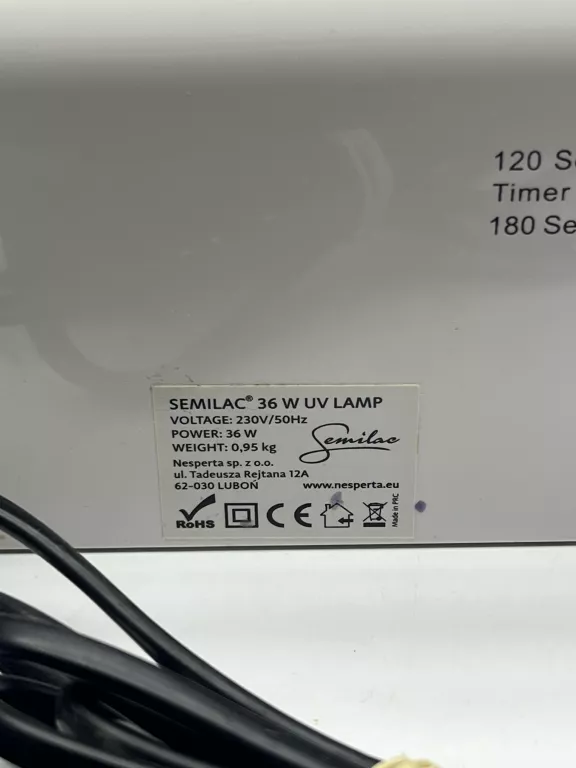 120 Se
Timer
180 Se
SEMILAC® 36 W UV LAMP
VOLTAGE: 230V/50Hz
POWER: 36 W
WEIGHT: 0,95 kg
Semilac
Nesperta sp. z o.o.
ul. Tadeusza Rejtana 12A
62-030 LUBOŃ
www.nesperta.eu
RoHS
CE
Made in PRC